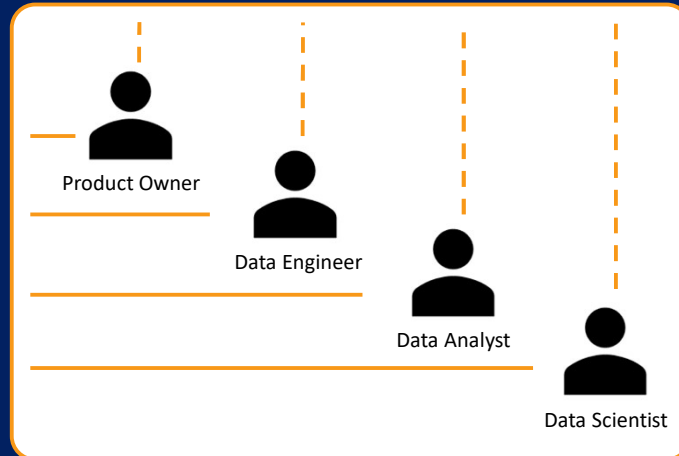 Product Owner
Data Engineer
Data Analyst
Data Scientist